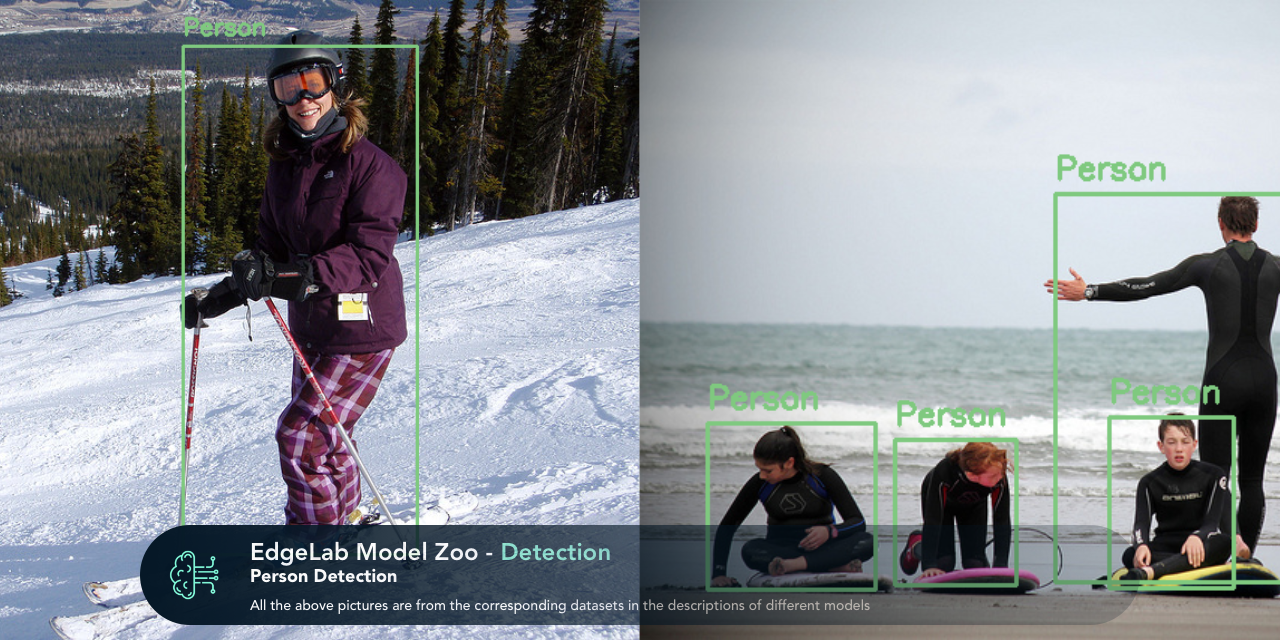 Person
Person
Person
Person
Person
EdgeLab Model Zoo - Detection
Person Detection
All the above pictures are from the corresponding datasets in the descriptions of different models